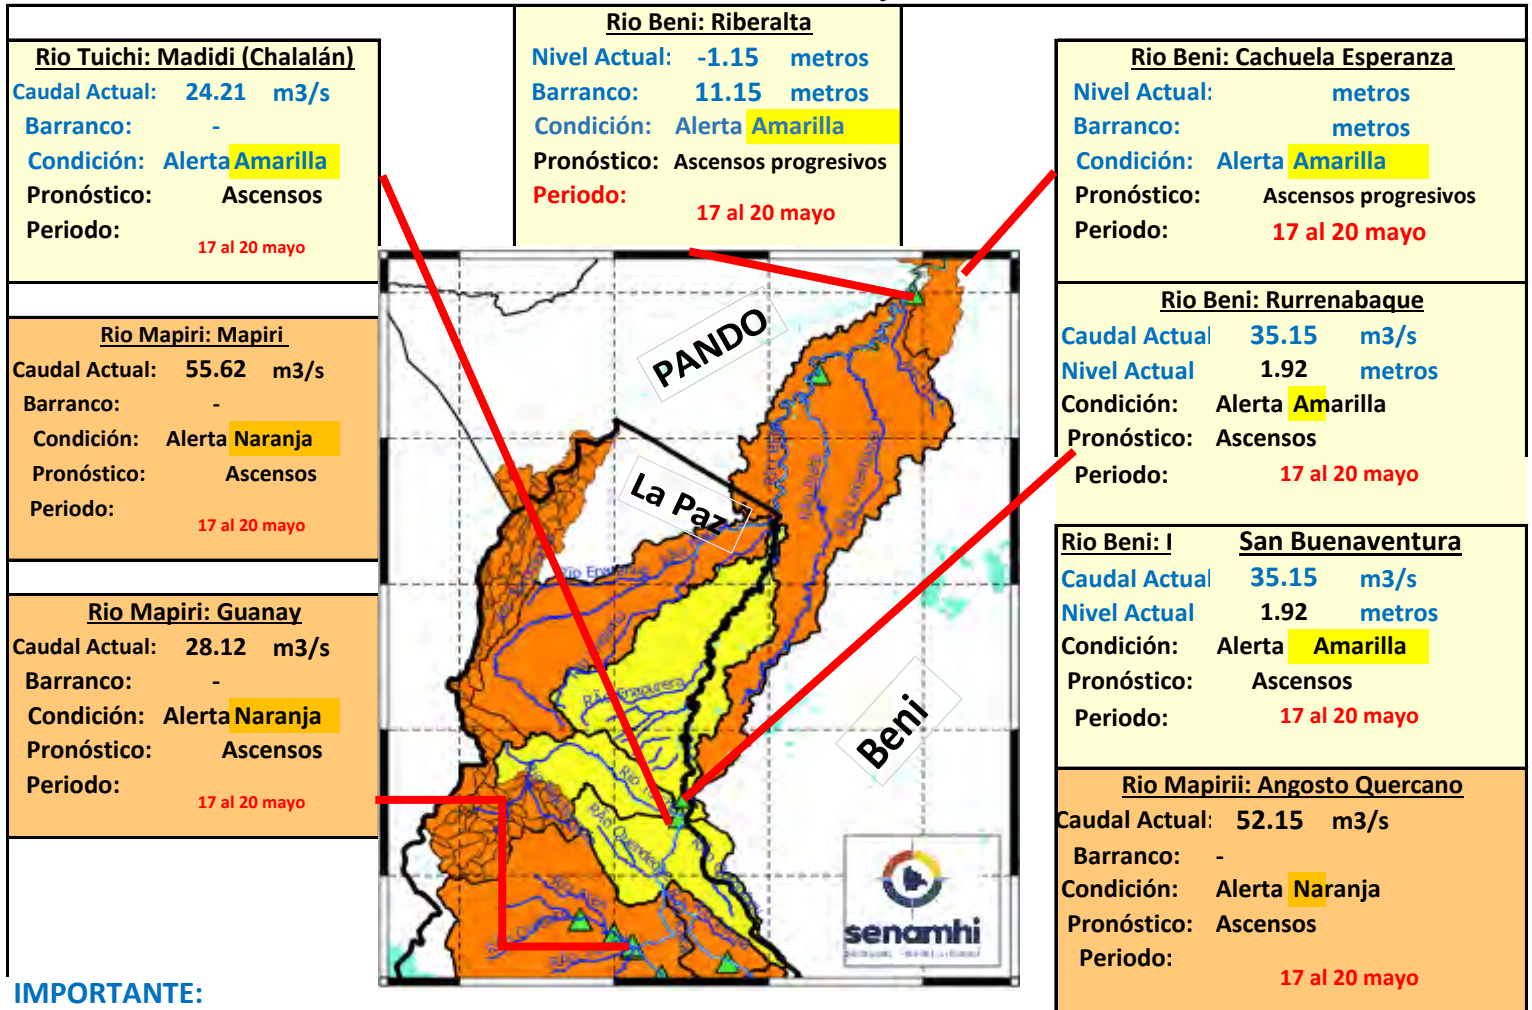 Rio Tuichi: Madidi (Chalalán)
Caudal Actual: 24.21 m3/s
Barranco: -
Condición: Alerta Amarilla
Pronóstico: Ascensos
Periodo:
17 al 20 mayo
Rio Mapiri: Mapiri
Caudal Actual: 55.62 m3/s
Barranco: -
Condición: Alerta Naranja
Pronóstico: Ascensos
Periodo:
17 al 20 mayo
Rio Mapiri: Guanay
Caudal Actual: 28.12 m3/s
Barranco: -
Condición: Alerta Naranja
Pronóstico: Ascensos
Periodo:
17 al 20 mayo
IMPORTANTE:
Rio Beni: Riberalta
Nivel Actual: -1.15 metros
Barranco: 11.15 metros
Condición: Alerta Amarilla
Pronóstico: Ascensos progresivos
Periodo:
17 al 20 mayo
PANDO
La Paz
Beni
RÃo Enapurera
RÃo Quendeque
senamhi
Rio Beni: Cachuela Esperanza
Nivel Actual: metros
Barranco: metros
Condición: Alerta Amarilla
Pronóstico: Ascensos progresivos
Periodo: 17 al 20 mayo
Rio Beni: Rurrenabaque
Caudal Actual 35.15 m3/s
Nivel Actual 1.92 metros
Condición: Alerta Amarilla
Pronóstico: Ascensos
Periodo: 17 al 20 mayo
Rio Beni: I San Buenaventura
Caudal Actual 35.15 m3/s
Nivel Actual 1.92 metros
Condición: Alerta Amarilla
Pronóstico: Ascensos
Periodo: 17 al 20 mayo
Rio Mapirii: Angosto Quercano
Caudal Actual: 52.15 m3/s
Barranco: -
Condición: Alerta Naranja
Pronóstico: Ascensos
Periodo:
17 al 20 mayo